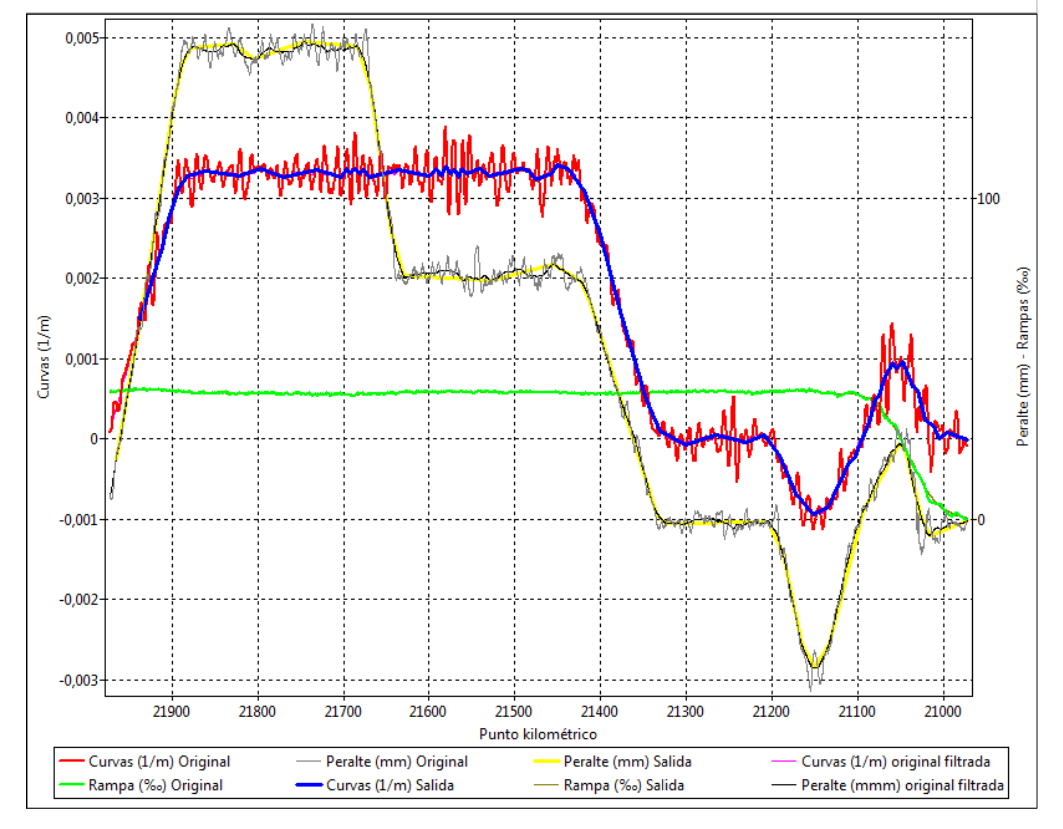 0,005
0,004
0,003
0,002
0,001
0
-0,001
-0,002
-0,003
Curvas (1/m)
100
0
Peralte (mm) - Rampas (‰)
21900 21800 21700 21600 21500 21400 21300 21200 21100 21000
Punto kilométrico
Curvas (1/m) Original Peralte (mm) Original Peralte (mm) Salida Curvas (1/m) original filtrada
Rampa (‰) Original Curvas (1/m) Salida Rampa (‰) Salida Peralte (mmm) original filtrada